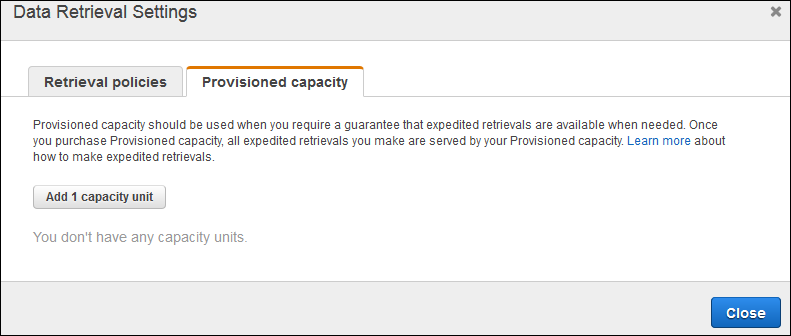 Data Retrieval Settings
Retrieval policies
Provisioned capacity
Provisioned capacity should be used when you require a guarantee that expedited retrievals are available when needed. Once
you purchase Provisioned capacity, all expedited retrievals you make are served by your Provisioned capacity. Learn more about
how to make expedited retrievals.
Add 1 capacity unit
You don't have any capacity units.
Close